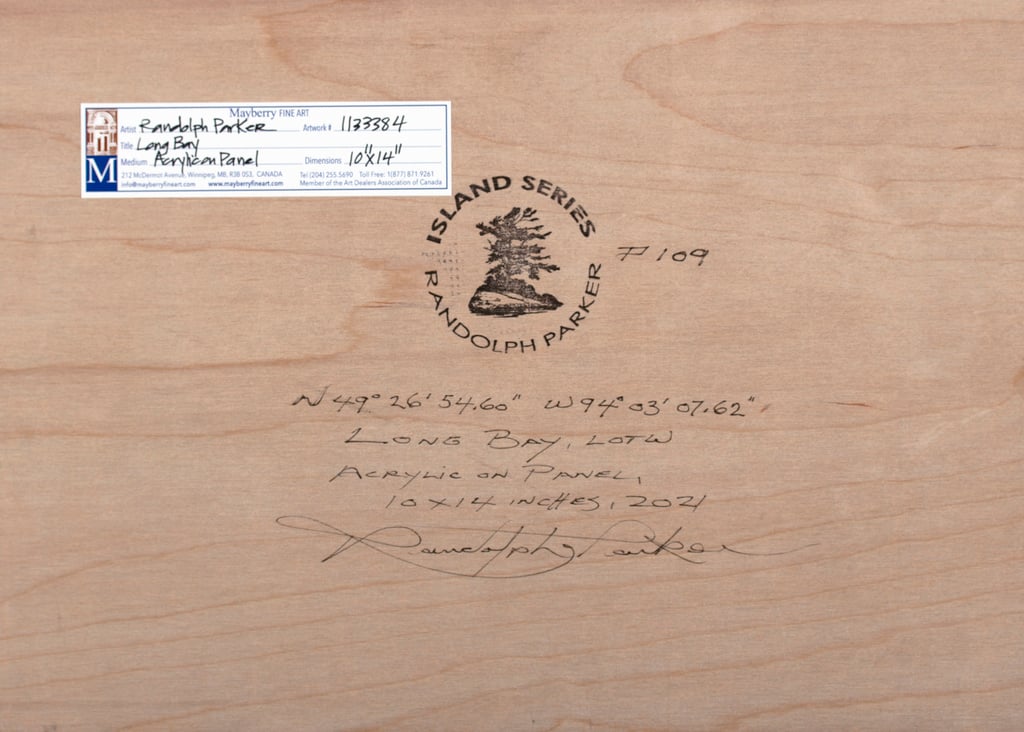 Mayberry FINE ART
Artist Randolph Parker Artwork # 1133384
Title Long Bay
Medium Acrylic on Panel Dimensions 10"x14"
212 McDermot Avenue, Winnipeg, MB, R3B 0S3, CANADA Tel (204) 255.5690 Toll Free: 1(877) 871.9261
info@mayberryfineart.com www.mayberryfineart.com Member of the Art Dealers Association of Canada
M
ISLAND SERIES
RANDOLPH PARKER
P109
N 49° 26' 54.60" W 94° 03' 07.62"
LONG BAY, LOTW
ACRYLIC ON PANEL,
10 X 14 INCHES, 2021
Randolph Parker